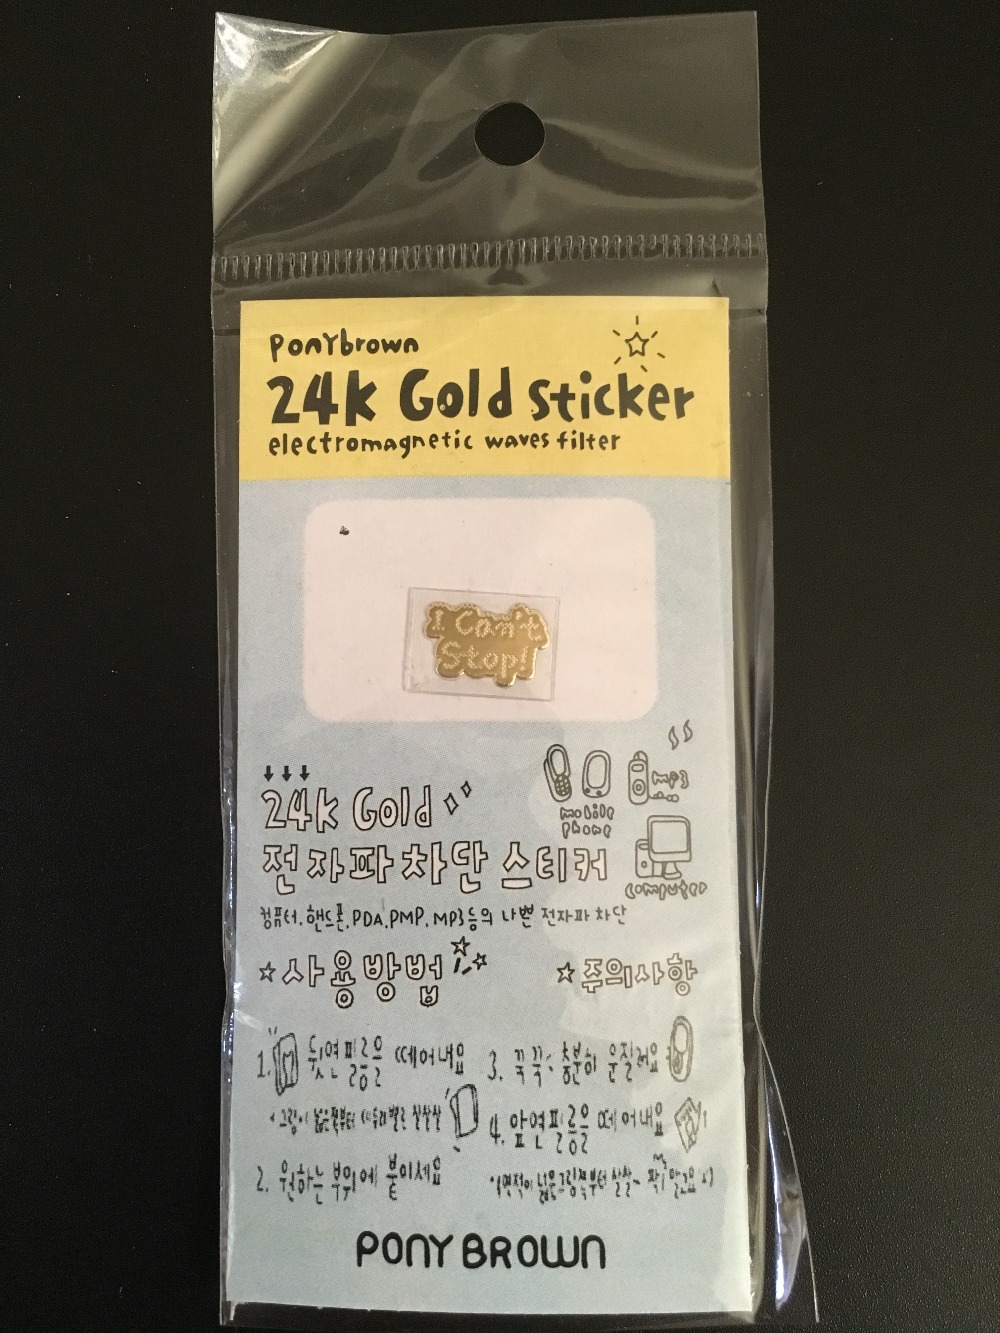 Ponybrown
24K Gold Sticker
electromagnetic waves filter
I Can't
Stop!!
24K Gold
mobile
phone
mp3
computer
전자파 차단 스티커
컴퓨터, 핸드폰, PDA, PMP, MP3등의 나쁜 전자파 차단
☆사용방법
☆주의사항
1. 뒷면 필름을 떼어내요
2. 원하는 부위에 붙이세요
3. 꾹꾹~ 충분히 문질러요
4. 앞면 필름을 떼어내요
PONY BROWN